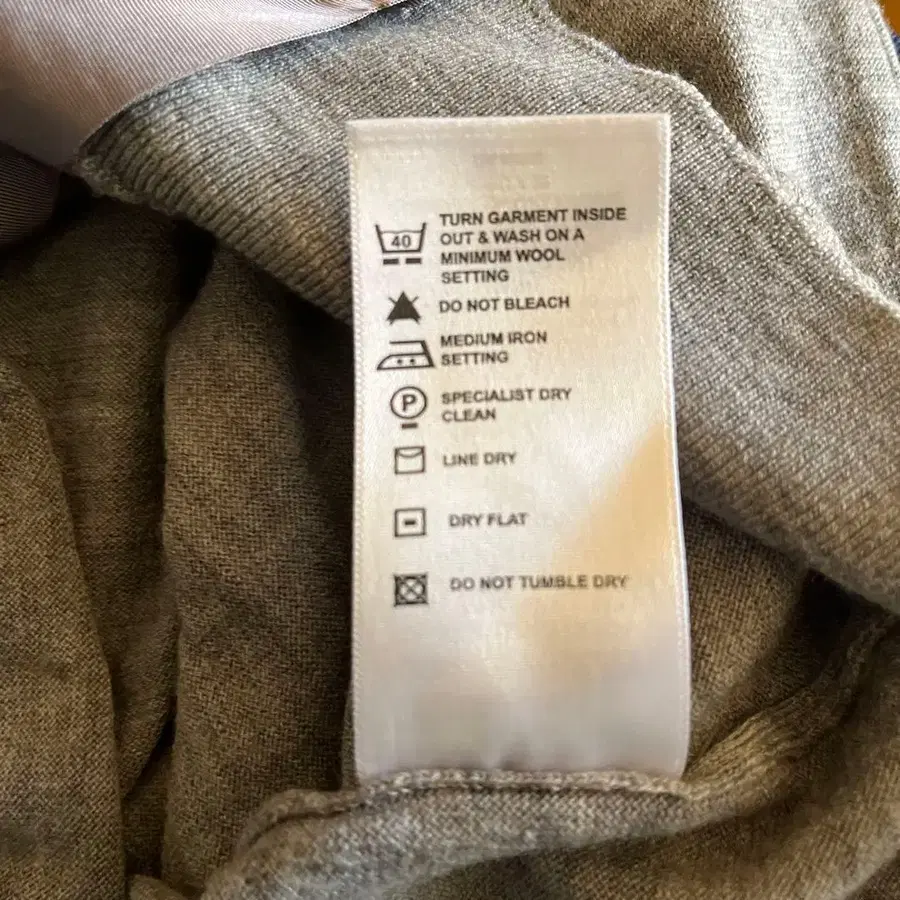 40
TURN GARMENT INSIDE
OUT & WASH ON A
MINIMUM WOOL
SETTING
DO NOT BLEACH
MEDIUM IRON
SETTING
P
SPECIALIST DRY
CLEAN
LINE DRY
DRY FLAT
DO NOT TUMBLE DRY